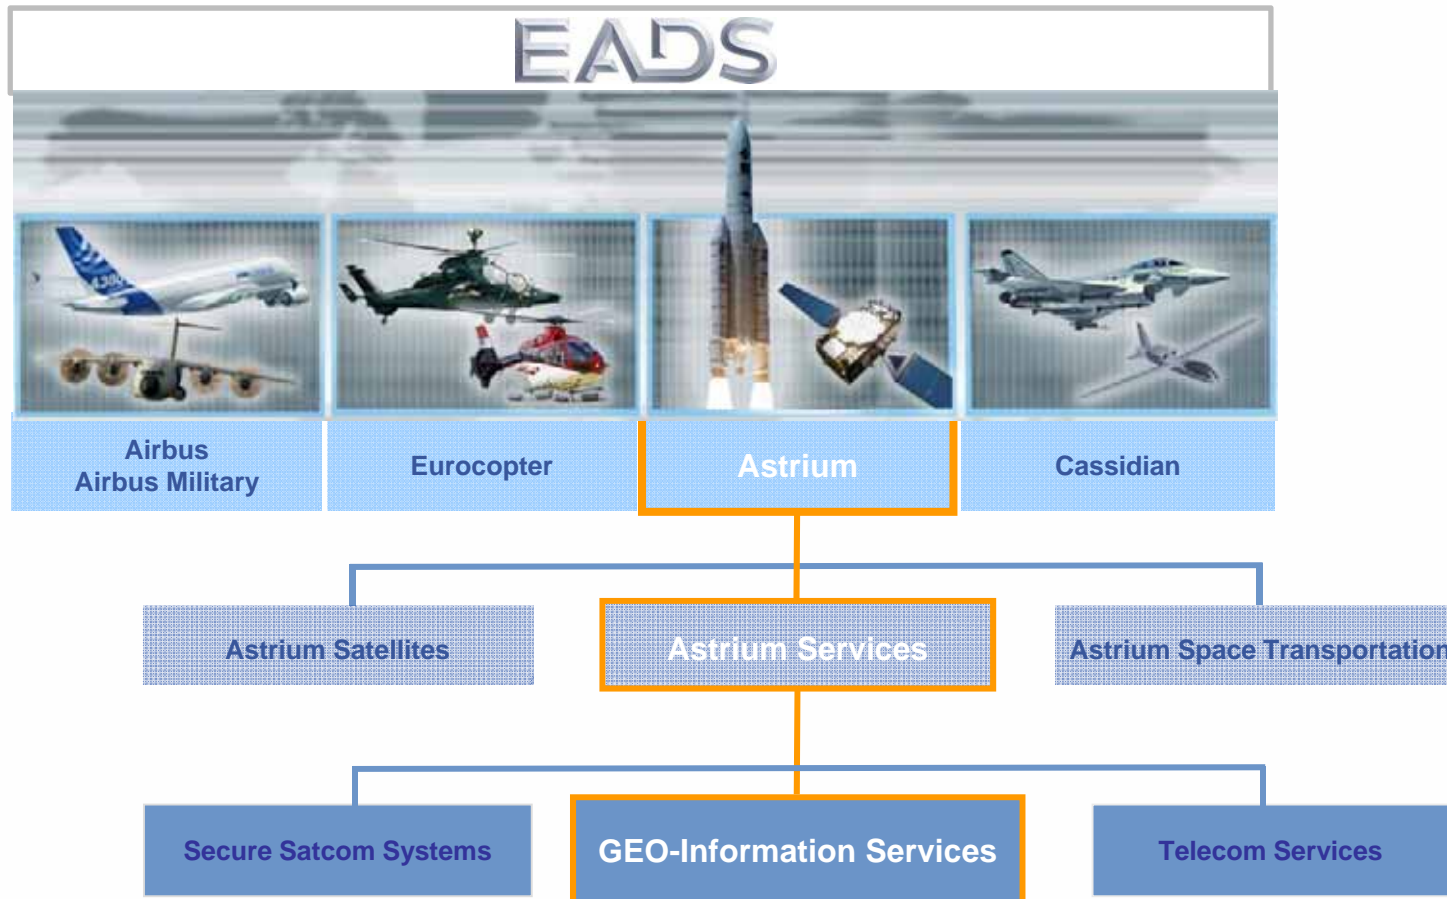 EADS
A380
Airbus
Airbus Military
Eurocopter
Astrium
Cassidian
Astrium Satellites
Astrium Services
Astrium Space Transportation
Secure Satcom Systems
GEO-Information Services
Telecom Services